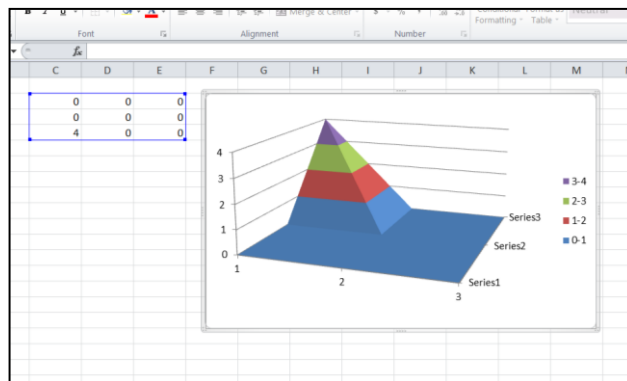 B I U A Merge & Center $ %
Formatting Table Neutral
Font Alignment Number
fx
C D E F G H I J K L M
0 0 0
0 0 0
4 0 0
4
3
2
1
0
1
2
3
Series3
Series2
Series1
3-4
2-3
1-2
0-1